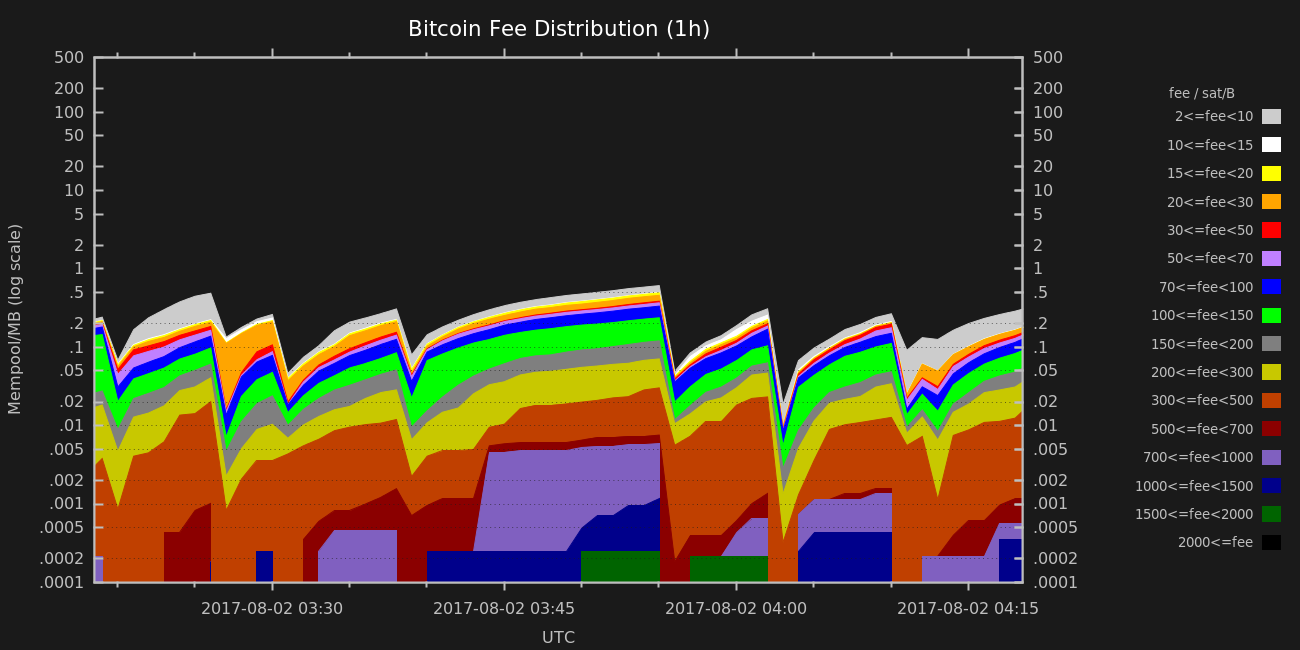 Bitcoin Fee Distribution (1h)
Mempool/MB (log scale)
500
200
100
50
20
10
5
2
1
.5
.2
.1
.05
.02
.01
.005
.002
.001
.0005
.0002
.0001
500
200
100
50
20
10
5
2
1
.5
.2
.1
.05
.02
.01
.005
.002
.001
.0005
.0002
.0001
2017-08-02 03:30
2017-08-02 03:45
2017-08-02 04:00
2017-08-02 04:15
UTC
fee / sat/B
2<=fee<10
10<=fee<15
15<=fee<20
20<=fee<30
30<=fee<50
50<=fee<70
70<=fee<100
100<=fee<150
150<=fee<200
200<=fee<300
300<=fee<500
500<=fee<700
700<=fee<1000
1000<=fee<1500
1500<=fee<2000
2000<=fee